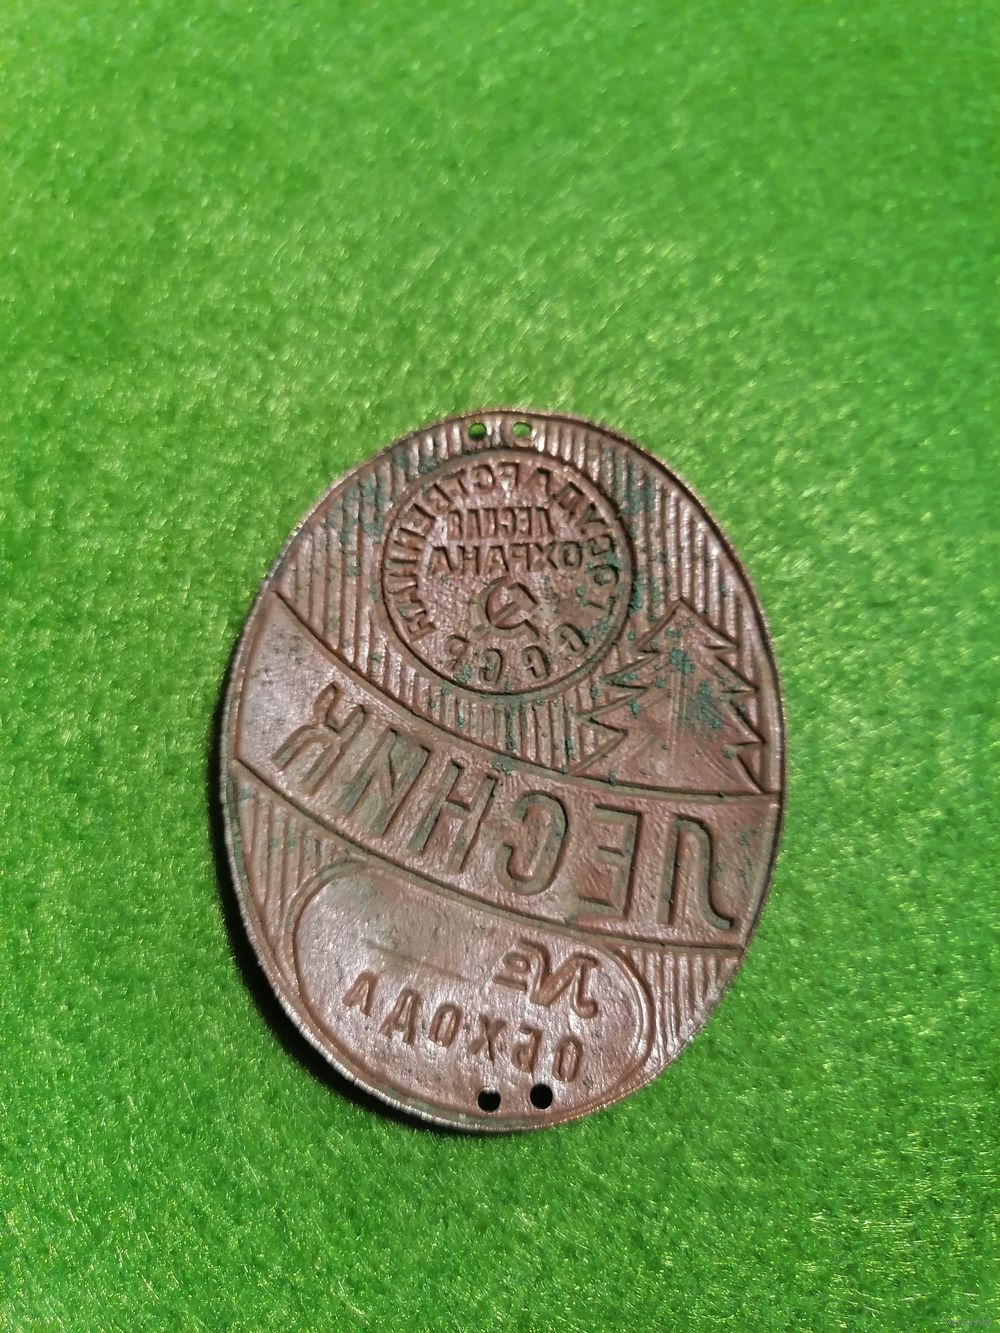 ГОСУДАРСТВЕННАЯ
ЛЕСНАЯ
ОХРАНА
СССР
ЛЕСНИК
№
ОБХОДА